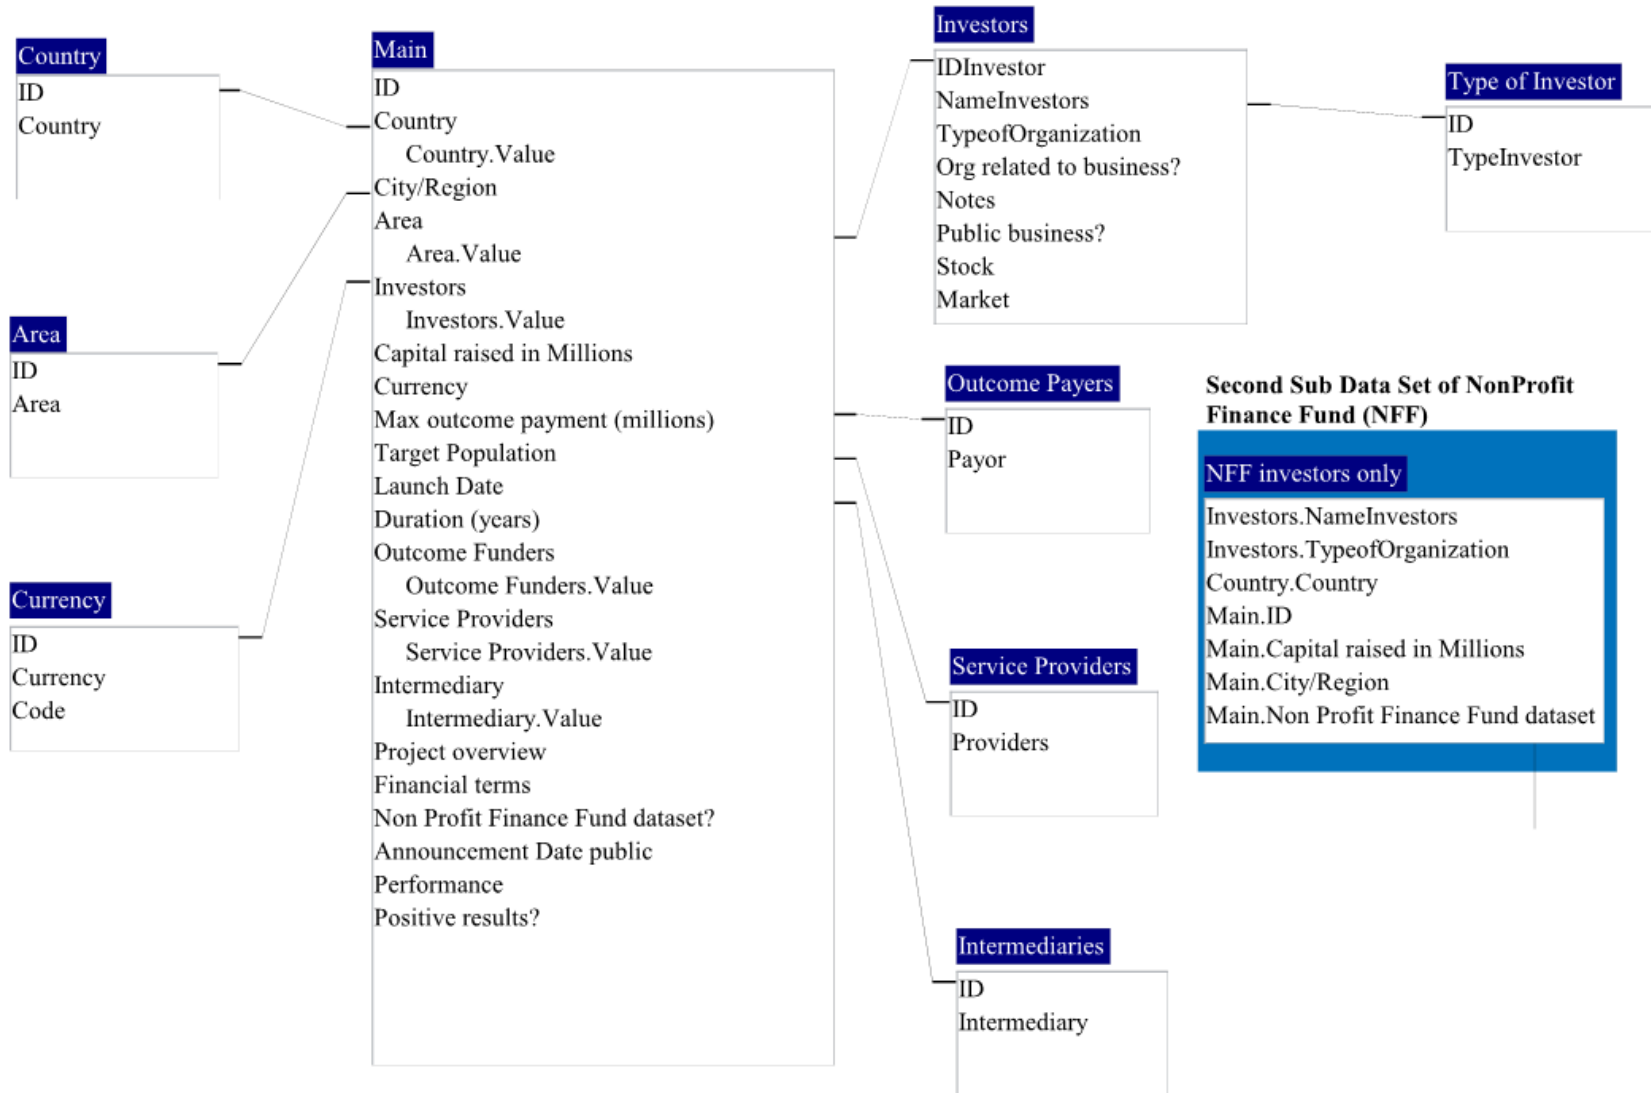 Country
ID
Country
Area
ID
Area
Currency
ID
Currency
Code
Main
ID
Country
Country.Value
City/Region
Area
Area.Value
Investors
Investors.Value
Capital raised in Millions
Currency
Max outcome payment (millions)
Target Population
Launch Date
Duration (years)
Outcome Funders
Outcome Funders.Value
Service Providers
Service Providers.Value
Intermediary
Intermediary.Value
Project overview
Financial terms
Non Profit Finance Fund dataset?
Announcement Date public
Performance
Positive results?
Investors
IDInvestor
NameInvestors
TypeofOrganization
Org related to business?
Notes
Public business?
Stock
Market
Type of Investor
ID
TypeInvestor
Outcome Payers
ID
Payor
Service Providers
ID
Providers
Intermediaries
ID
Intermediary
Second Sub Data Set of NonProfit
Finance Fund (NFF)
NFF investors only
Investors.NameInvestors
Investors.TypeofOrganization
Country.Country
Main.ID
Main.Capital raised in Millions
Main.City/Region
Main.Non Profit Finance Fund dataset